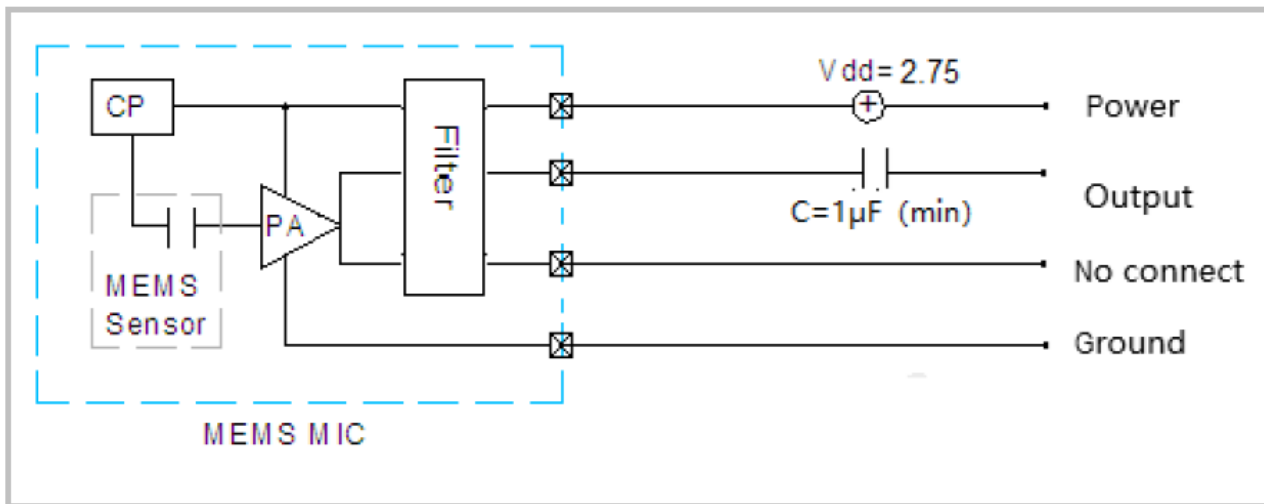 Vdd= 2.75
CP
Power
Filter
Output
PA
C=1μF (min)
No connect
MEMS
Sensor
Ground
MEMS MIC